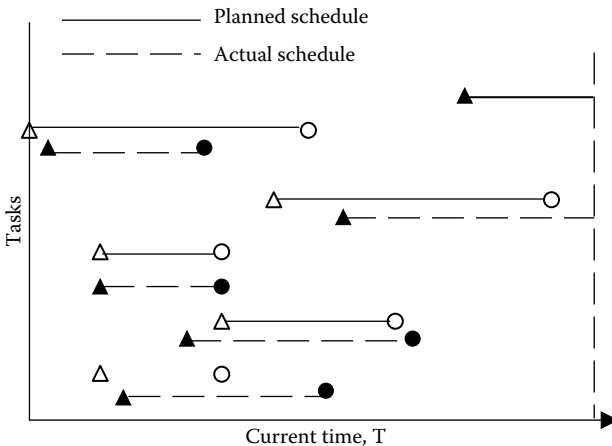 Planned schedule
Actual schedule
Tasks
Current time, T